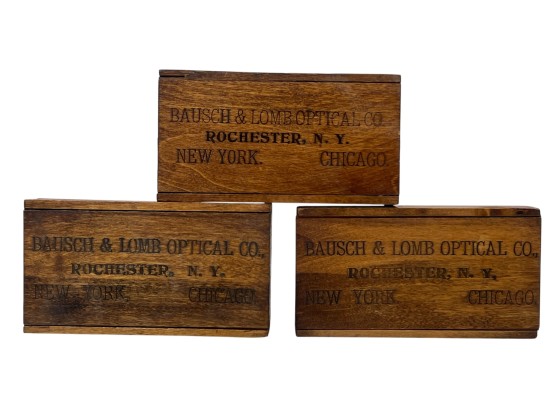 BAUSCH & LOMB OPTICAL CO.
ROCHESTER, N. Y.
NEW YORK. CHICAGO.
BAUSCH & LOMB OPTICAL CO.,
ROCHESTER, N. Y.
NEW YORK. CHICAGO.
BAUSCH & LOMB OPTICAL CO.,
ROCHESTER, N. Y,
NEW YORK CHICAGO.